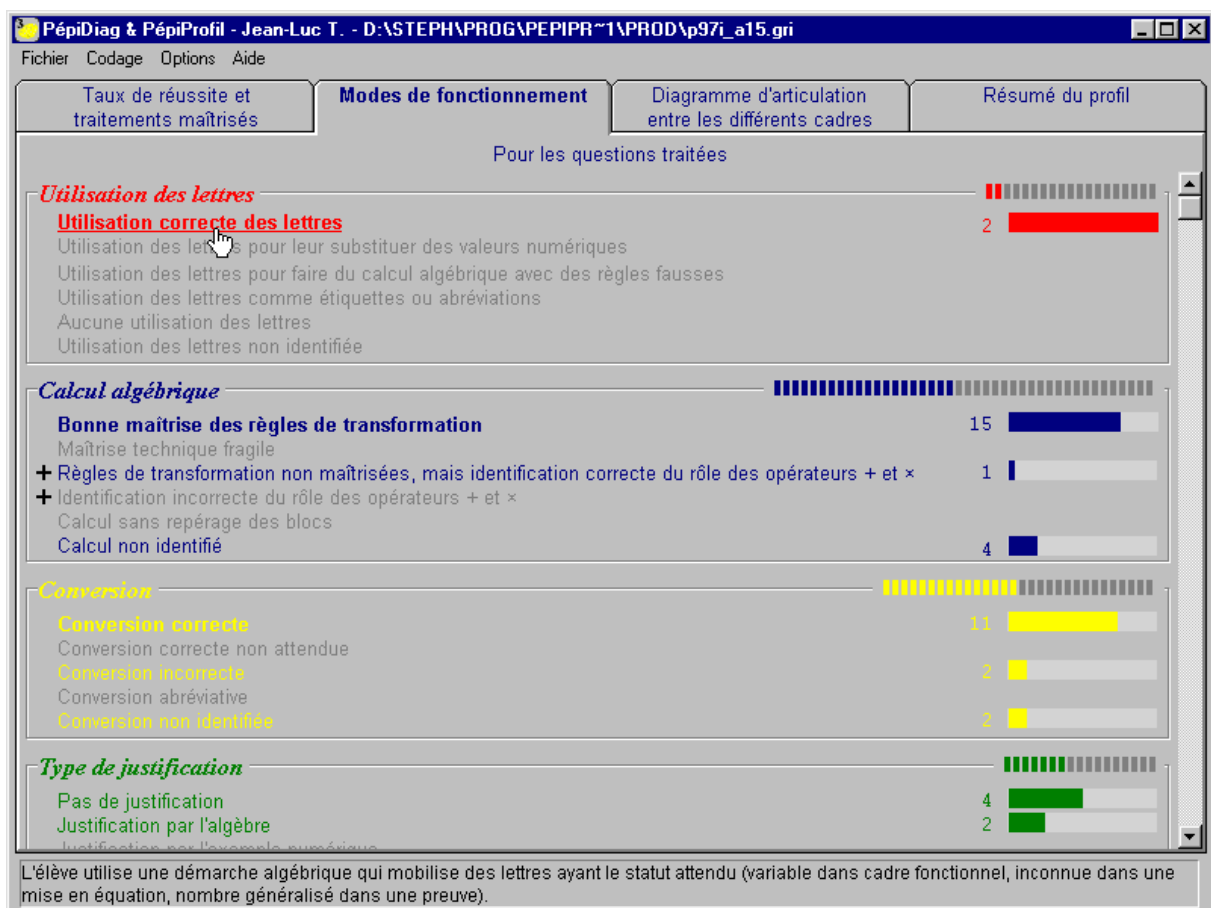 PépiDiag & PépiProfil - Jean-Luc T. - D:\STEPH\PROG\PEPIPR~1\PROD\p97i_a15.gri
Fichier Codage Options Aide
Taux de réussite et
traitements maîtrisés
Modes de fonctionnement
Diagramme d'articulation
entre les différents cadres
Résumé du profil
Pour les questions traitées
Utilisation des lettres
Utilisation correcte des lettres 2
Utilisation des lettres pour leur substituer des valeurs numériques
Utilisation des lettres pour faire du calcul algébrique avec des règles fausses
Utilisation des lettres comme étiquettes ou abréviations
Aucune utilisation des lettres
Utilisation des lettres non identifiée
Calcul algébrique
Bonne maîtrise des règles de transformation 15
Maîtrise technique fragile
+ Règles de transformation non maîtrisées, mais identification correcte du rôle des opérateurs + et × 1
+ Identification incorrecte du rôle des opérateurs + et ×
Calcul sans repérage des blocs
Calcul non identifié 4
Conversion
Conversion correcte 11
Conversion correcte non attendue
Conversion incorrecte 2
Conversion abréviative
Conversion non identifiée 2
Type de justification
Pas de justification 4
Justification par l'algèbre 2
Justification par l'exemple numérique
L'élève utilise une démarche algébrique qui mobilise des lettres ayant le statut attendu (variable dans cadre fonctionnel, inconnue dans une
mise en équation, nombre généralisé dans une preuve).